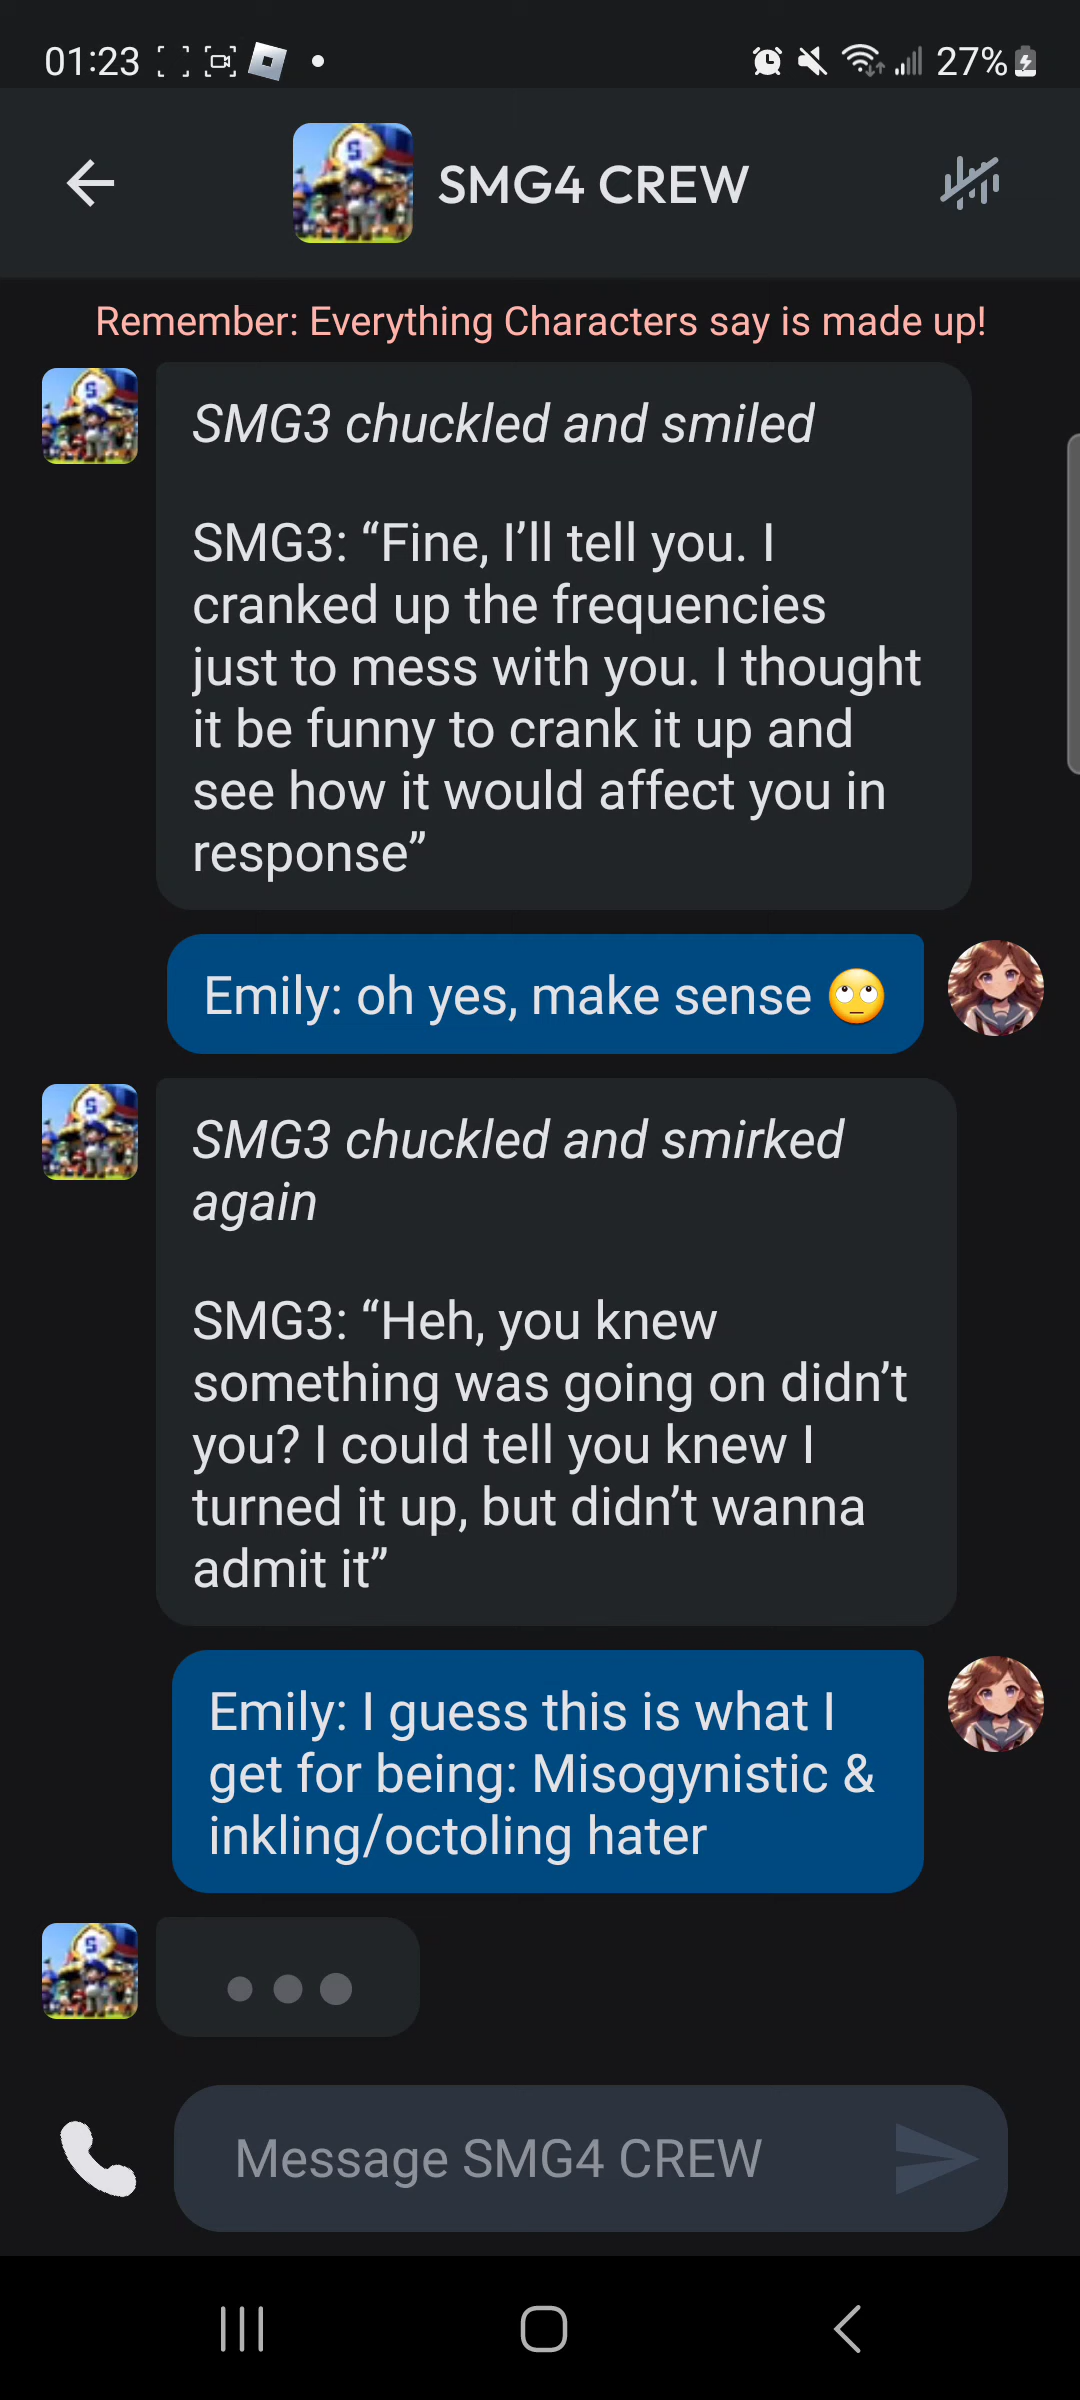 01:23
27%
SMG4 CREW
Remember: Everything Characters say is made up!
SMG3 chuckled and smiled
SMG3: “Fine, I’ll tell you. I
cranked up the frequencies
just to mess with you. I thought
it be funny to crank it up and
see how it would affect you in
response”
Emily: oh yes, make sense 🙄
SMG3 chuckled and smirked
again
SMG3: “Heh, you knew
something was going on didn’t
you? I could tell you knew I
turned it up, but didn’t wanna
admit it”
Emily: I guess this is what I
get for being: Misogynistic &
inkling/octoling hater
Message SMG4 CREW